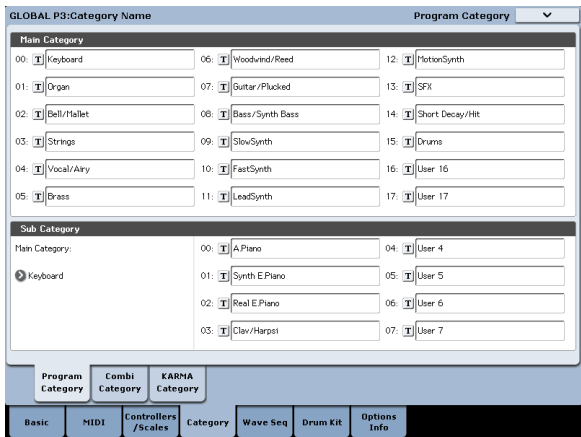 GLOBAL P3:Category Name Program Category
Main Category
00: T Keyboard 06: T Woodwind/Reed 12: T MotionSynth
01: T Organ 07: T Guitar/Plucked 13: T SFX
02: T Bell/Mallet 08: T Bass/Synth Bass 14: T Short Decay/Hit
03: T Strings 09: T SlowSynth 15: T Drums
04: T Vocal/Airy 10: T FastSynth 16: T User 16
05: T Brass 11: T LeadSynth 17: T User 17
Sub Category
Main Category: 00: T A.Piano 04: T User 4
Keyboard 01: T Synth E.Piano 05: T User 5
02: T Real E.Piano 06: T User 6
03: T Clav/Harpsi 07: T User 7
Program Category Combi Category KARMA Category
Basic MIDI Controllers /Scales Category Wave Seq Drum Kit Options Info